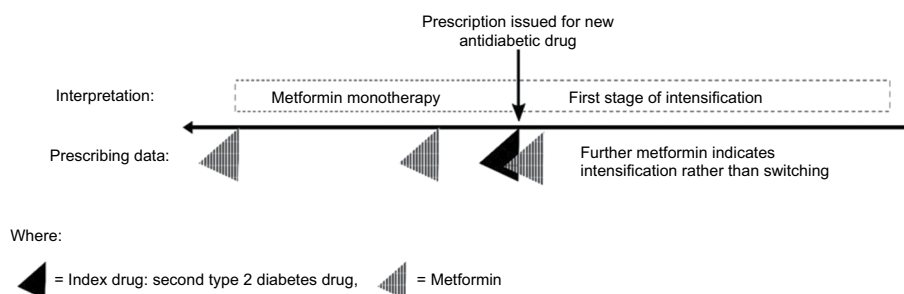 Prescription issued for new
antidiabetic drug
Interpretation:
Metformin monotherapy
First stage of intensification
Prescribing data:
Further metformin indicates
intensification rather than switching
Where:
= Index drug: second type 2 diabetes drug,
= Metformin